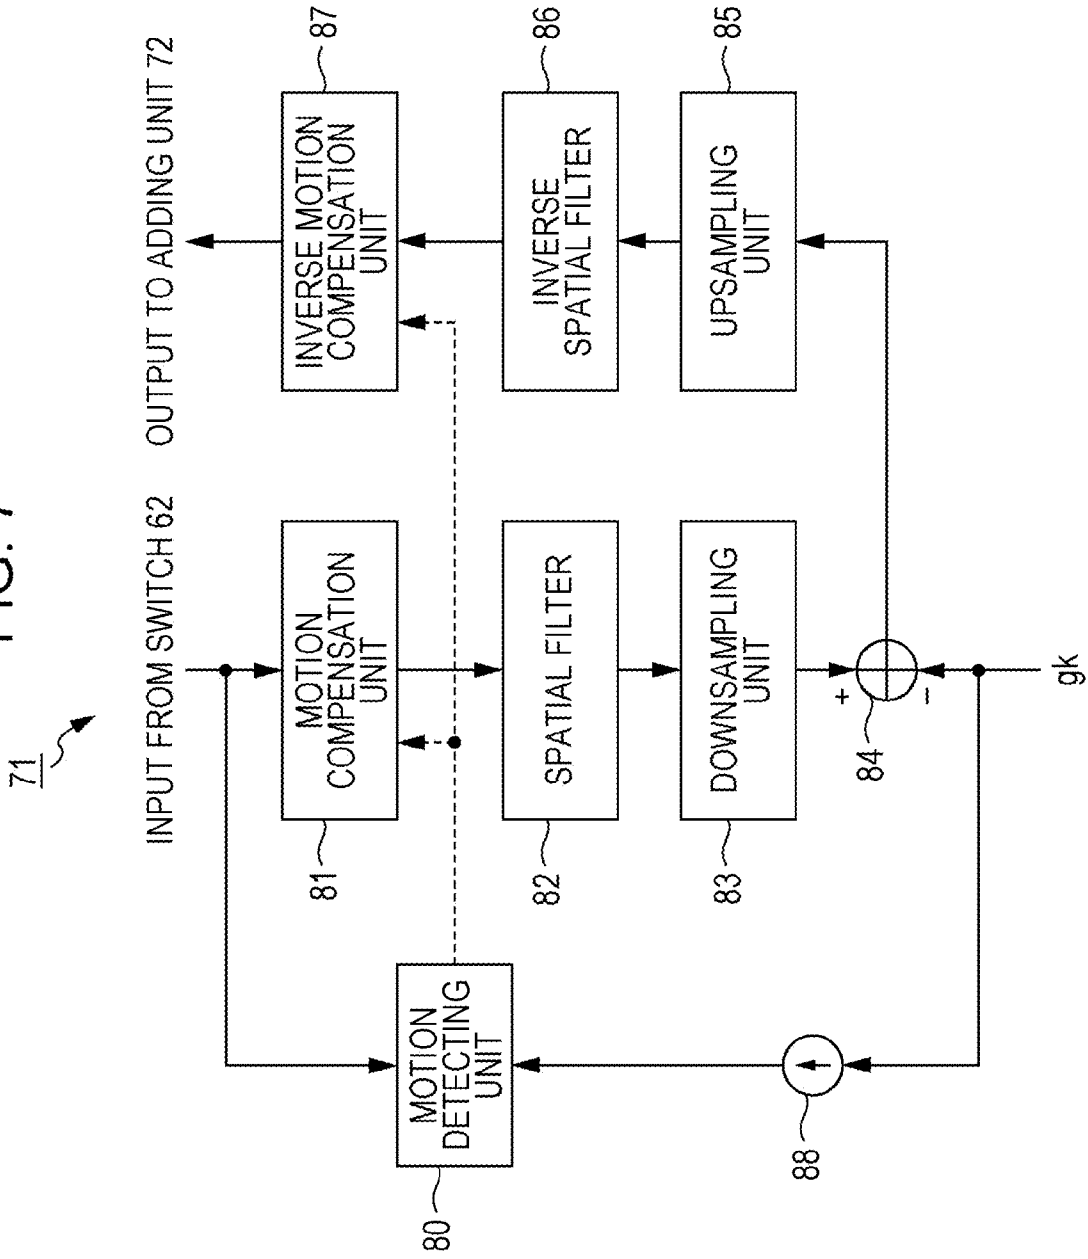 FIG. 7
71
INPUT FROM SWITCH 62
OUTPUT TO ADDING UNIT 72
MOTION
COMPENSATION
UNIT
81
INVERSE MOTION
COMPENSATION
UNIT
87
MOTION
DETECTING
UNIT
80
SPATIAL FILTER
82
INVERSE
SPATIAL FILTER
86
DOWNSAMPLING
UNIT
83
UPSAMPLING
UNIT
85
88
84
+
−
gk